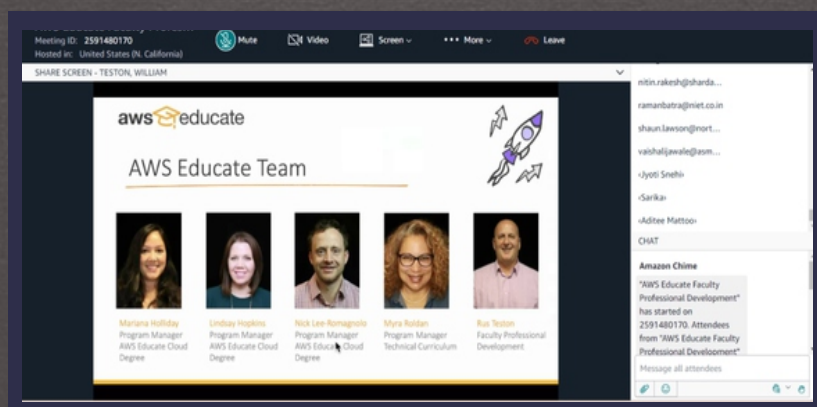 Meeting ID: 2591480170
Hosted in: United States (N. California)
Mute
Video
Screen
More
Leave
SHARE SCREEN - TESTON, WILLIAM
aws educate
AWS Educate Team
Mariana Holliday
Program Manager
AWS Educate Cloud
Degree
Lindsay Hopkins
Program Manager
AWS Educate Cloud
Degree
Nick Lee-Romagnolo
Program Manager
AWS Educate Cloud
Degree
Myra Roldan
Program Manager
Technical Curriculum
Rus Teston
Faculty Professional
Development
nitin.rakesh@sharda...
ramanbatra@niet.co.in
shaun.lawson@nort...
vaishalijawale@asm...
‹Jyoti Snehi›
‹Sarika›
‹Aditee Mattoo›
CHAT
Amazon Chime
"AWS Educate Faculty
Professional Development"
has started on
2591480170. Attendees
from "AWS Educate Faculty
Professional Development"
Message all attendees